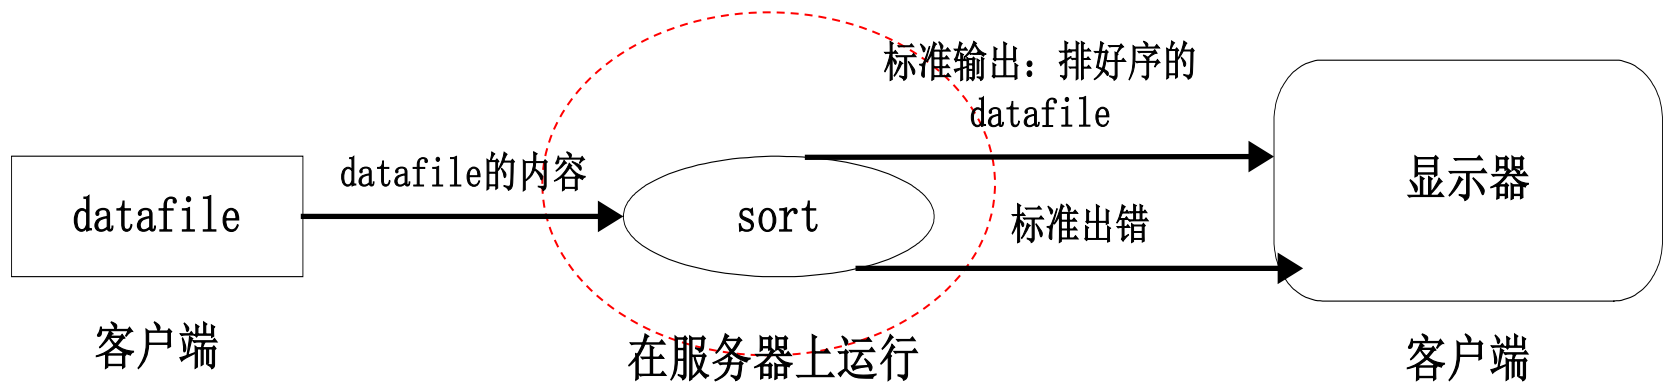 标准输出：排好序的
datafile
datafile的内容
显示器
datafile
sort
标准出错
客户端
在服务器上运行
客户端